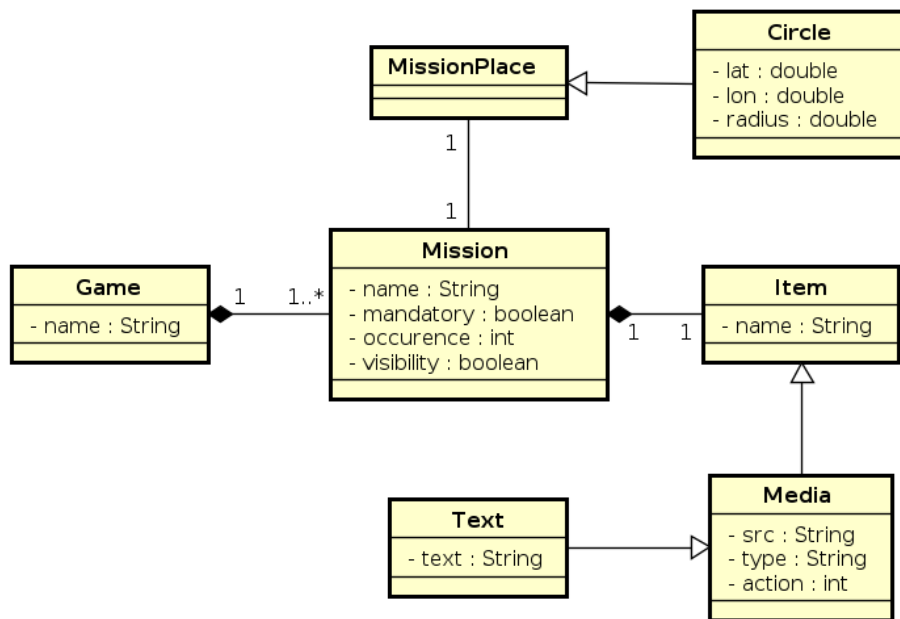 Circle
- lat : double
- lon : double
- radius : double
MissionPlace
1
1
Mission
- name : String
- mandatory : boolean
- occurence : int
- visibility : boolean
Game
- name : String
1
1..*
1
1
Item
- name : String
Media
- src : String
- type : String
- action : int
Text
- text : String